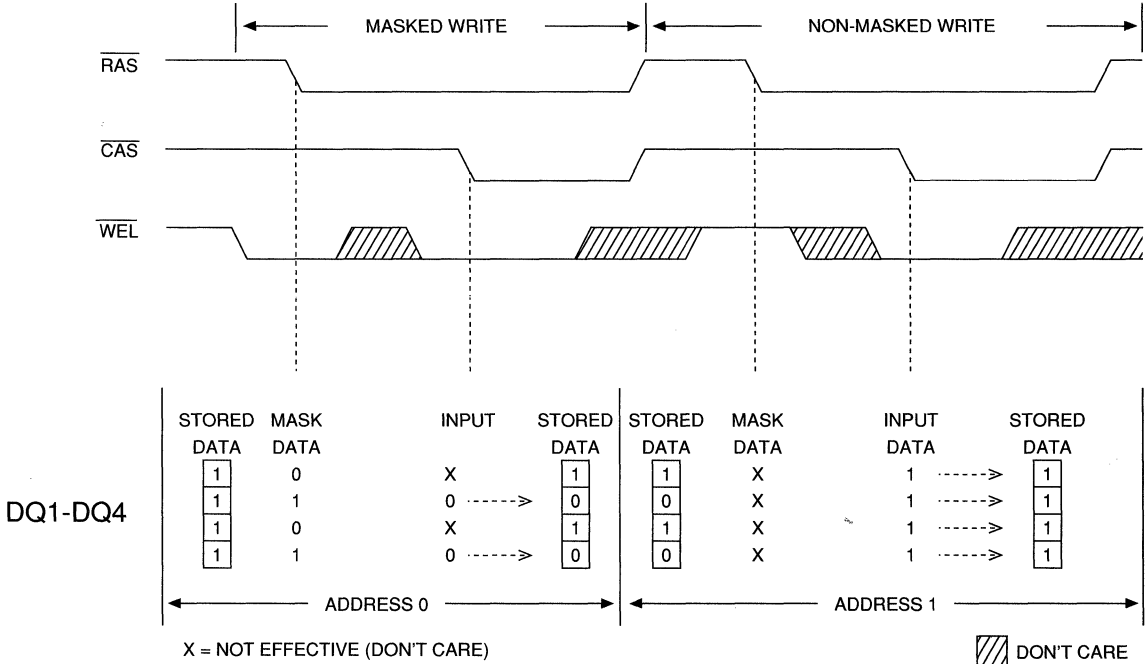 MASKED WRITE NON-MASKED WRITE
RAS
CAS
WEL
STORED MASK INPUT STORED STORED MASK INPUT STORED
DATA DATA DATA DATA DATA DATA DATA
1 0 X 1 1 X 1 1
1 1 0 0 0 X 1 1
1 0 X 1 1 X 1 1
1 1 0 0 0 X 1 1
DQ1-DQ4
ADDRESS 0 ADDRESS 1
X = NOT EFFECTIVE (DON'T CARE) DON'T CARE